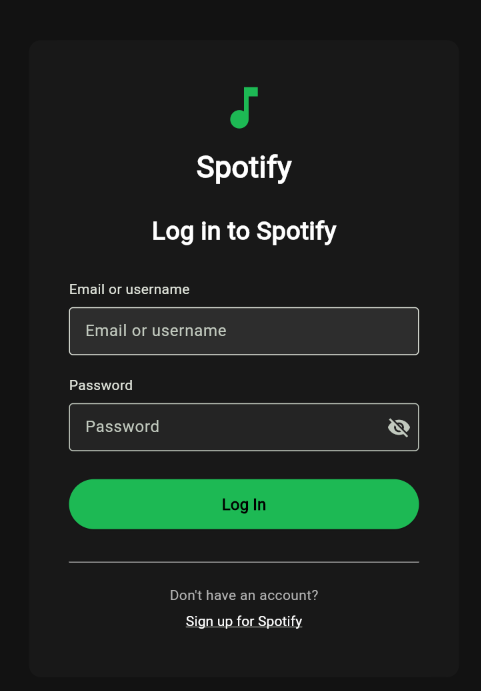 Spotify
Log in to Spotify
Email or username
Email or username
Password
Password
Log In
Don't have an account?
Sign up for Spotify